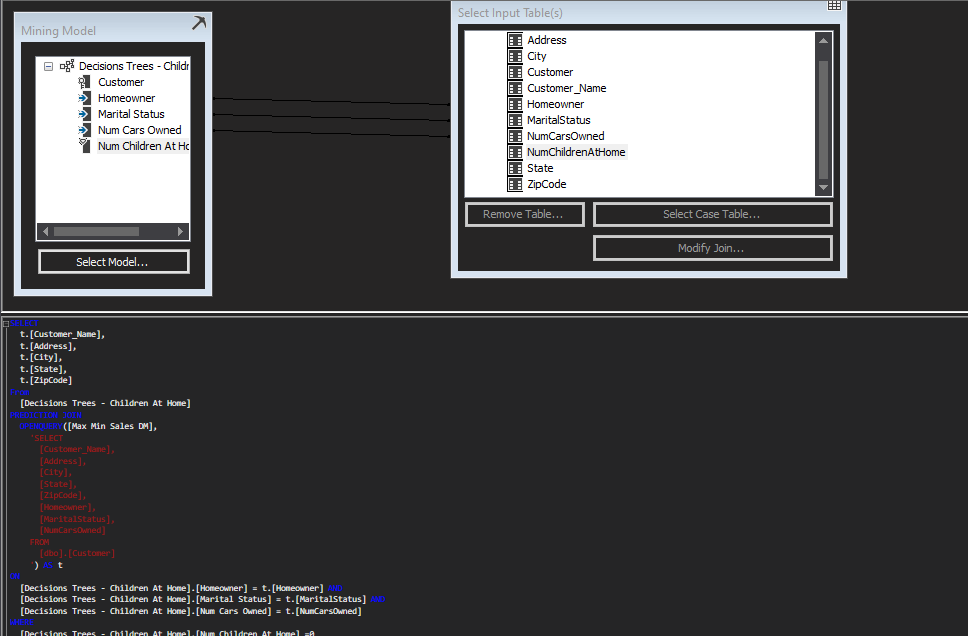 Mining Model
Decisions Trees - Childr
Customer
Homeowner
Marital Status
Num Cars Owned
Num Children At Hc
Select Model...
Select Input Table(s)
Address
City
Customer
Customer_Name
Homeowner
MaritalStatus
NumCarsOwned
NumChildrenAtHome
State
ZipCode
Remove Table...
Select Case Table...
Modify Join...
SELECT
t.[Customer_Name],
t.[Address],
t.[City],
t.[State],
t.[ZipCode]
From
[Decisions Trees - Children At Home]
PREDICTION JOIN
OPENQUERY([Max Min Sales DM],
'SELECT
[Customer_Name],
[Address],
[City],
[State],
[ZipCode],
[Homeowner],
[MaritalStatus],
[NumCarsOwned]
FROM
[dbo].[Customer]
') AS t
ON
[Decisions Trees - Children At Home].[Homeowner] = t.[Homeowner] AND
[Decisions Trees - Children At Home].[Marital Status] = t.[MaritalStatus] AND
[Decisions Trees - Children At Home].[Num Cars Owned] = t.[NumCarsOwned]
WHERE
[Decisions Trees - Children At Home].[Num Children At Home] =0